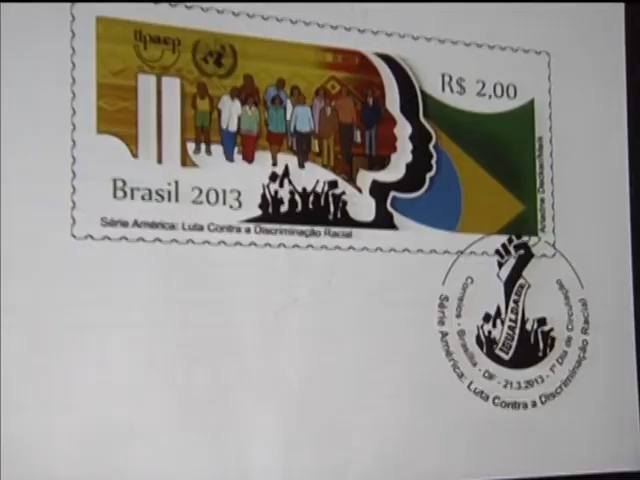 upaep
R$ 2,00
Brasil 2013
Série América: Luta Contra a Discriminação Racial
IGUALDADE
Correios - Brasília - DF - 21.3.2013 - 1º Dia de Circulação
Série América: Luta Contra a Discriminação Racial